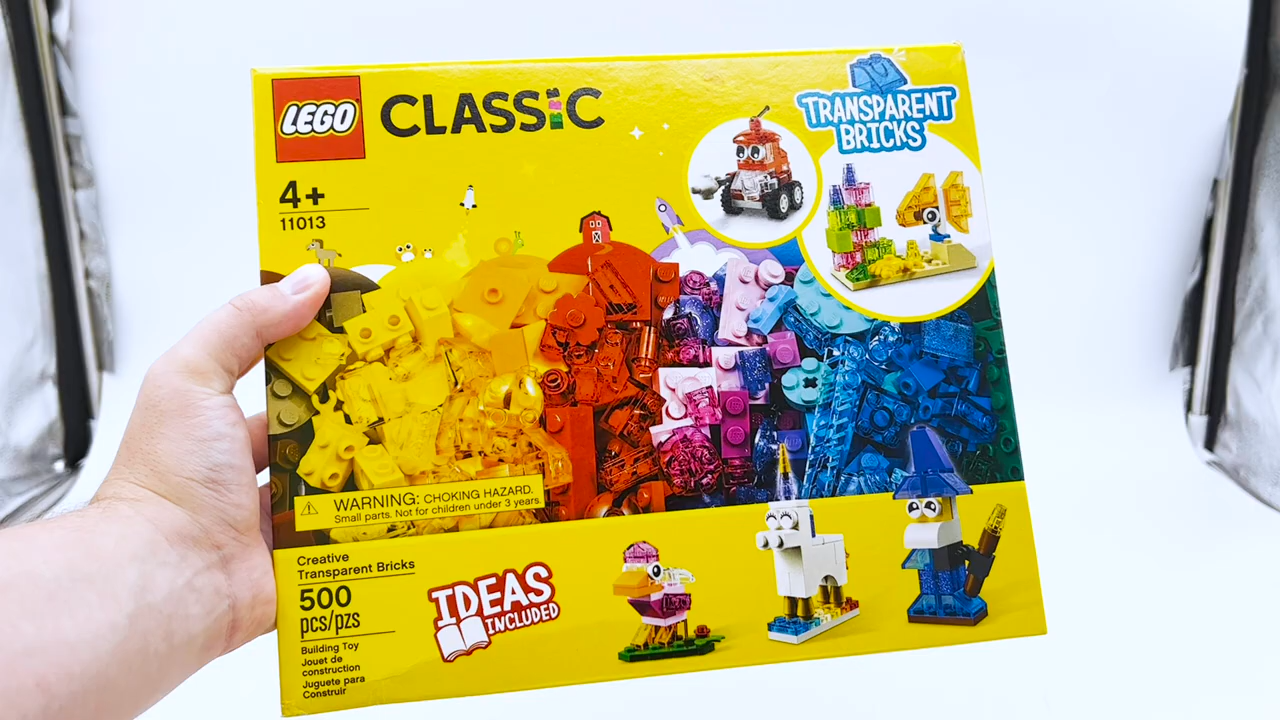 LEGO
CLASSIC
TRANSPARENT
BRICKS
4+
11013
WARNING: CHOKING HAZARD.
Small parts. Not for children under 3 years.
Creative
Transparent Bricks
500
pcs/pzs
Building Toy
Jouet de
construction
Juguete para
Construir
IDEAS
INCLUDED